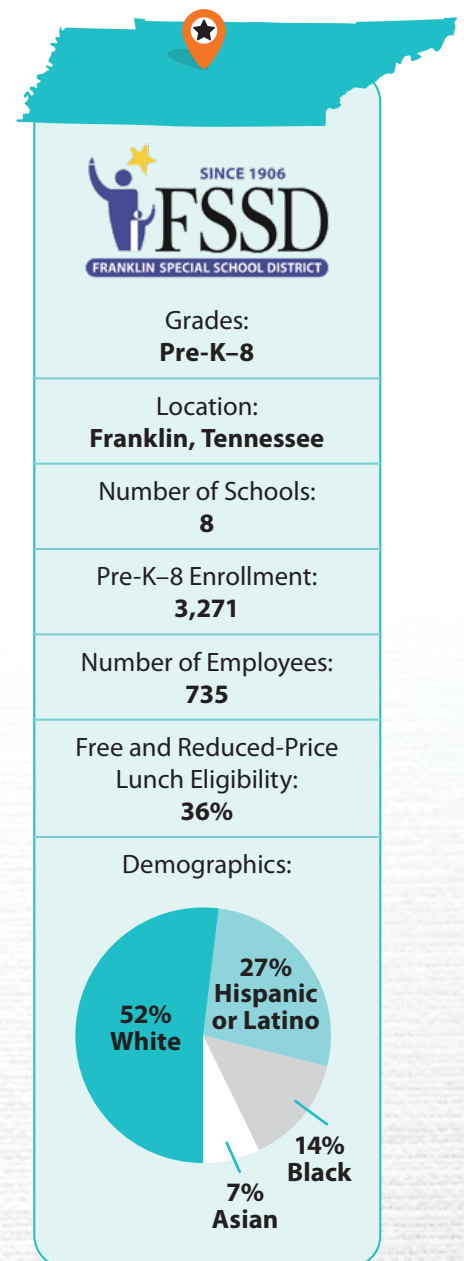 SINCE 1906
FSSD
FRANKLIN SPECIAL SCHOOL DISTRICT
Grades:
Pre-K–8
Location:
Franklin, Tennessee
Number of Schools:
8
Pre-K–8 Enrollment:
3,271
Number of Employees:
735
Free and Reduced-Price
Lunch Eligibility:
36%
Demographics:
27%
Hispanic
or Latino
52%
White
14%
Black
7%
Asian